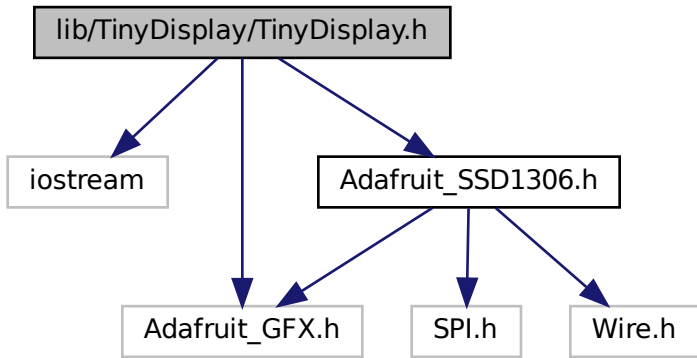 lib/TinyDisplay/TinyDisplay.h
iostream
Adafruit_SSD1306.h
Adafruit_GFX.h
SPI.h
Wire.h